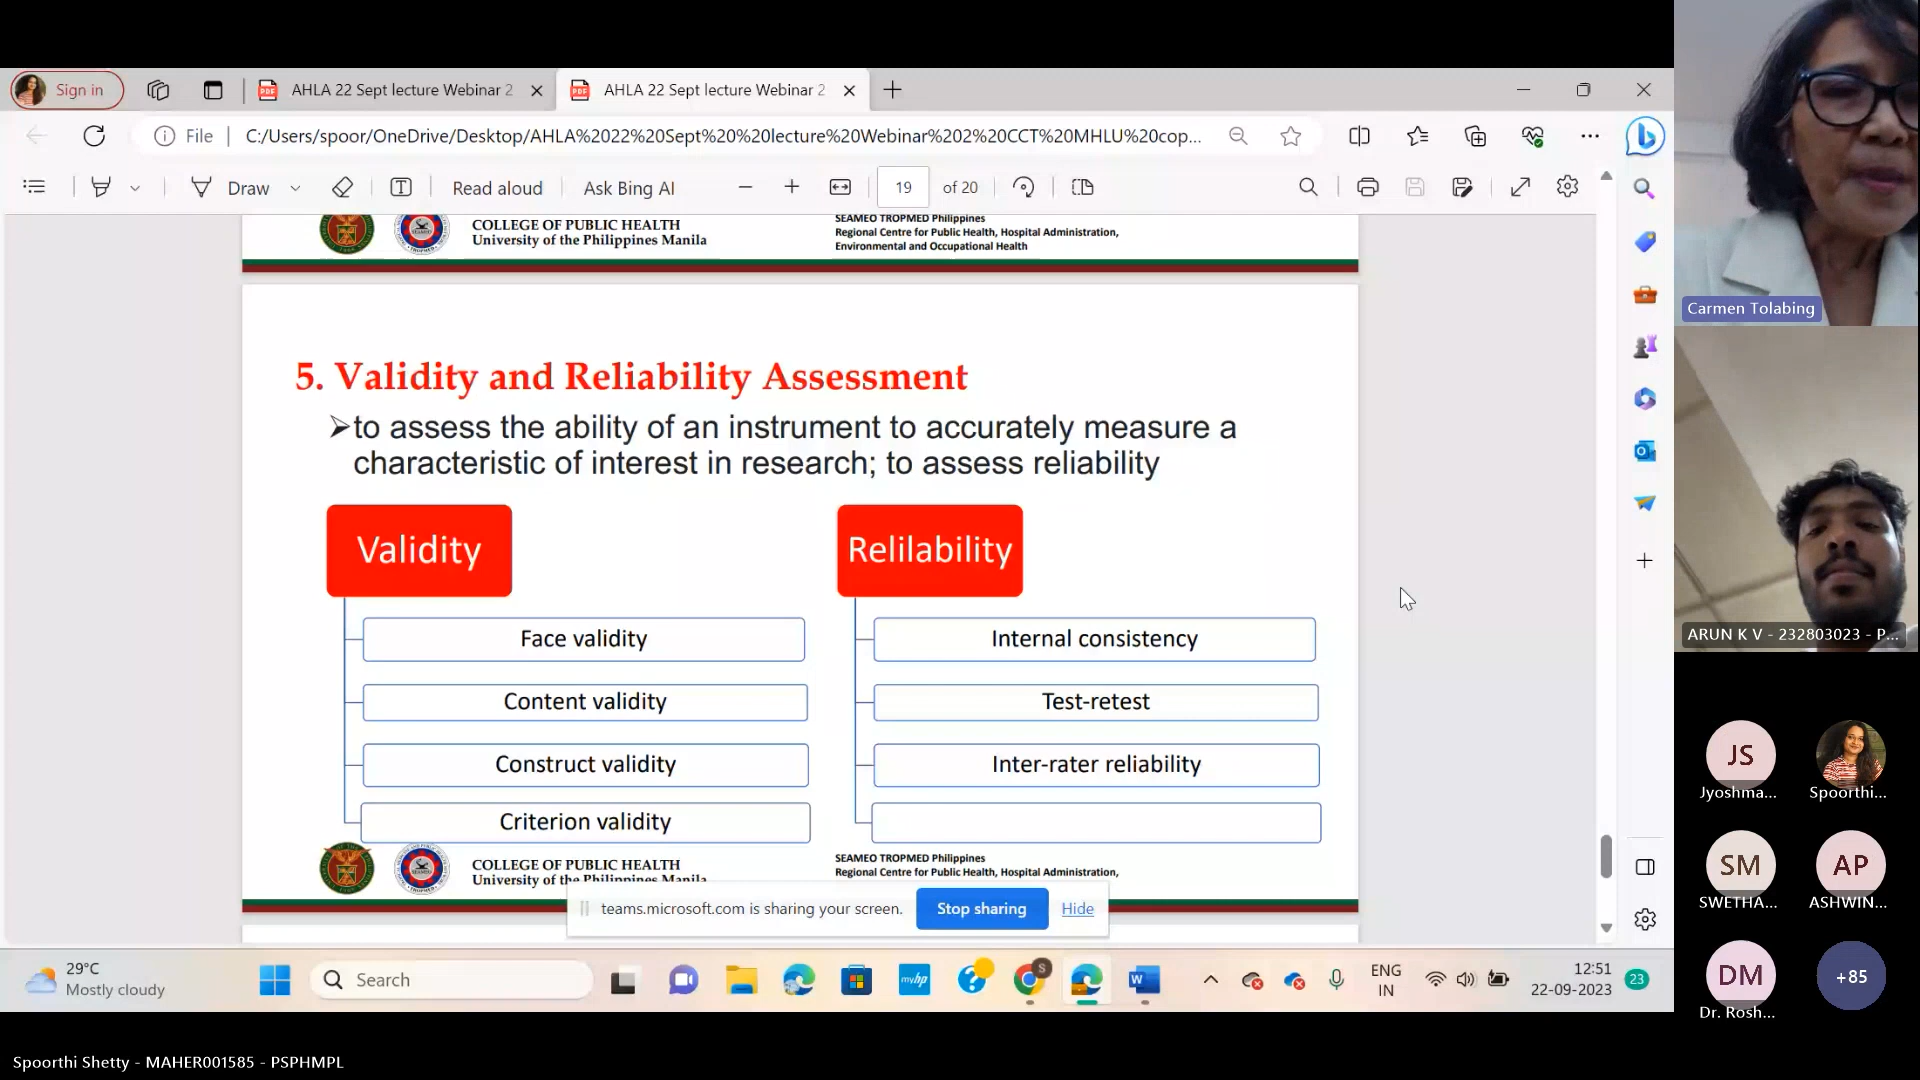 Sign in
AHLA 22 Sept lecture Webinar 2
AHLA 22 Sept lecture Webinar 2
File
C:/Users/spoor/OneDrive/Desktop/AHLA%2022%20Sept%20%20lecture%20Webinar%202%20CCT%20MHLU%20cop...
Draw
Read aloud
Ask Bing AI
19
of 20
COLLEGE OF PUBLIC HEALTH
University of the Philippines Manila
SEAMEO TROPMED Philippines
Regional Centre for Public Health, Hospital Administration,
Environmental and Occupational Health
5. Validity and Reliability Assessment
➢to assess the ability of an instrument to accurately measure a
characteristic of interest in research; to assess reliability
Validity
Face validity
Content validity
Construct validity
Criterion validity
Relilability
Internal consistency
Test-retest
Inter-rater reliability
COLLEGE OF PUBLIC HEALTH
University of the Philippines Manila
SEAMEO TROPMED Philippines
Regional Centre for Public Health, Hospital Administration,
teams.microsoft.com is sharing your screen.
Stop sharing
Hide
29°C
Mostly cloudy
Search
myhp
S
ENG
IN
12:51
22-09-2023
23
Carmen Tolabing
ARUN K V - 232803023 - P...
JS
Jyoshma...
Spoorthi...
SM
SWETHA...
AP
ASHWIN...
DM
Dr. Rosh...
+85
Spoorthi Shetty - MAHER001585 - PSPHMPL